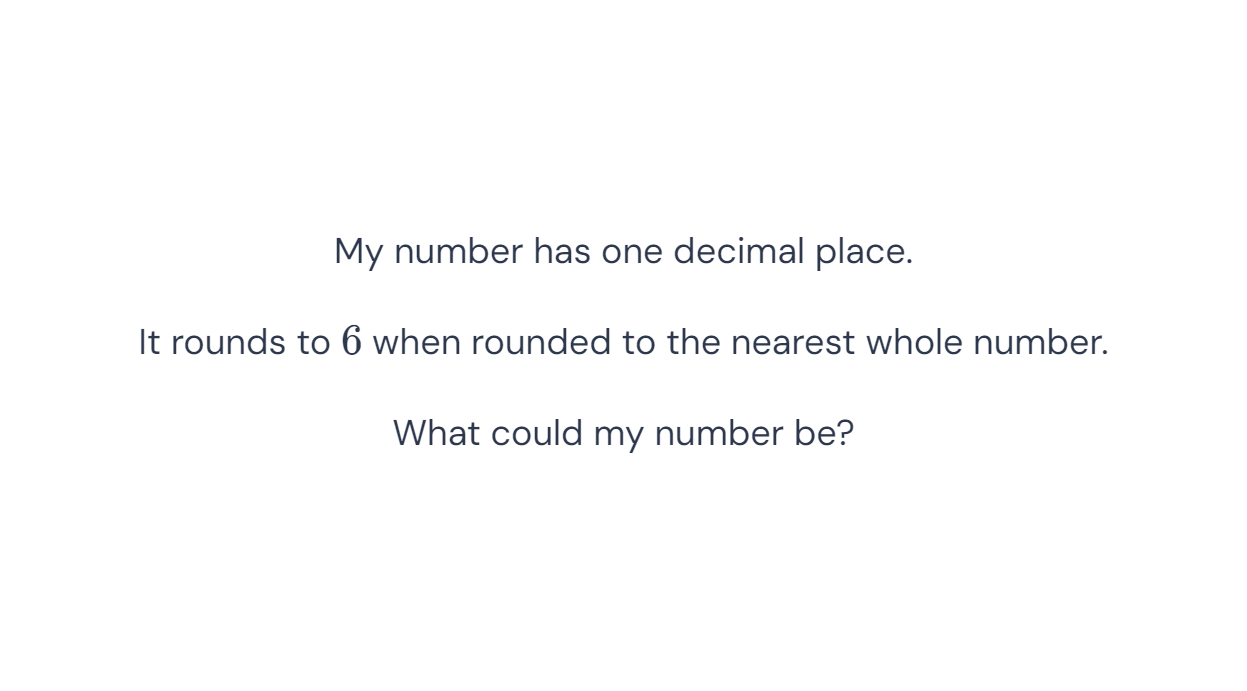 My number has one decimal place.
It rounds to 6 when rounded to the nearest whole number.
What could my number be?